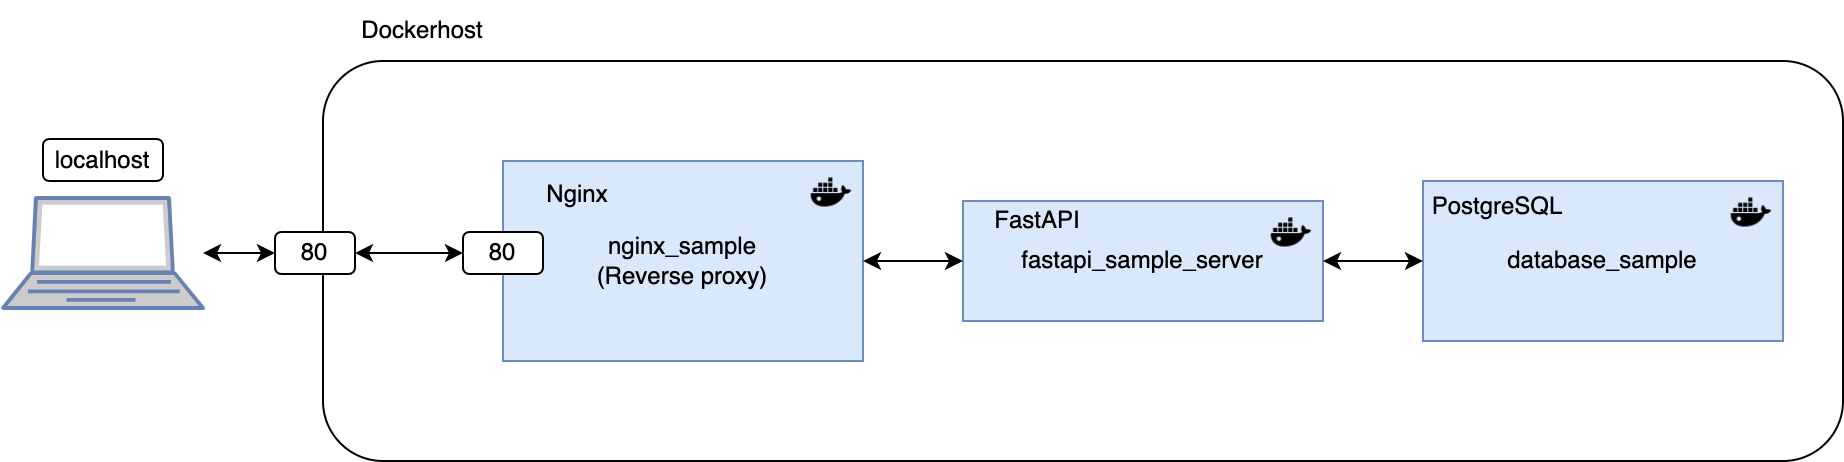 Dockerhost
localhost
80
80
Nginx
nginx_sample
(Reverse proxy)
FastAPI
fastapi_sample_server
PostgreSQL
database_sample